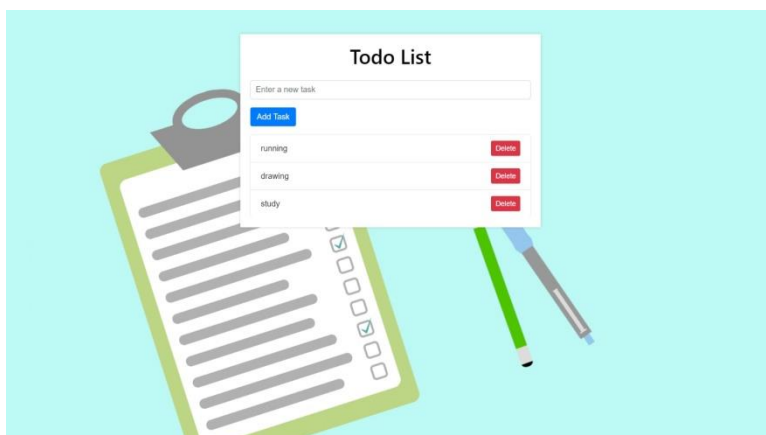 Todo List
Enter a new task
Add Task
running Delete
drawing Delete
study Delete